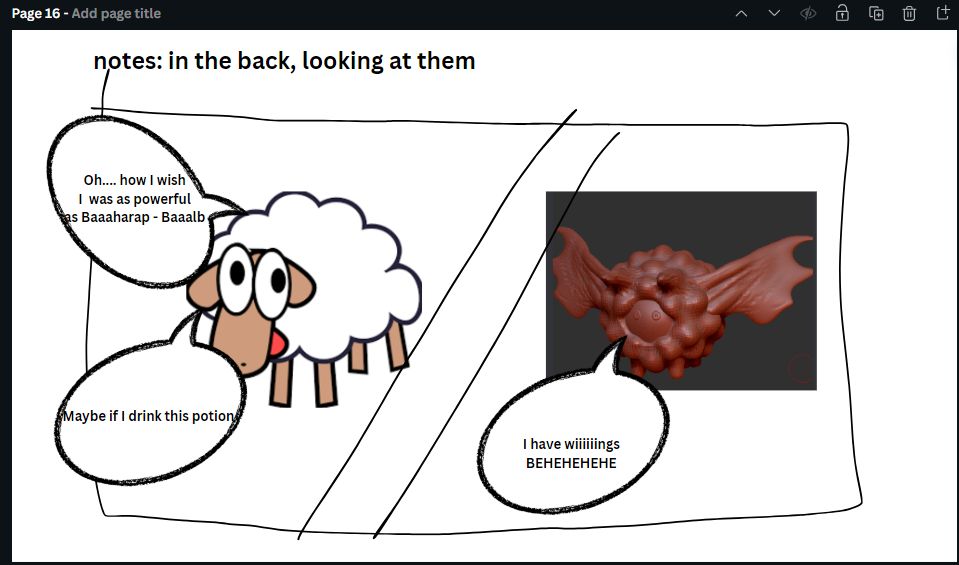 Page 16 - Add page title
notes: in the back, looking at them
Oh.... how I wish
I was as powerful
as Baaaharap - Baaalb
Maybe if I drink this potion
I have wiiiiiings
BEHEHEHEHE